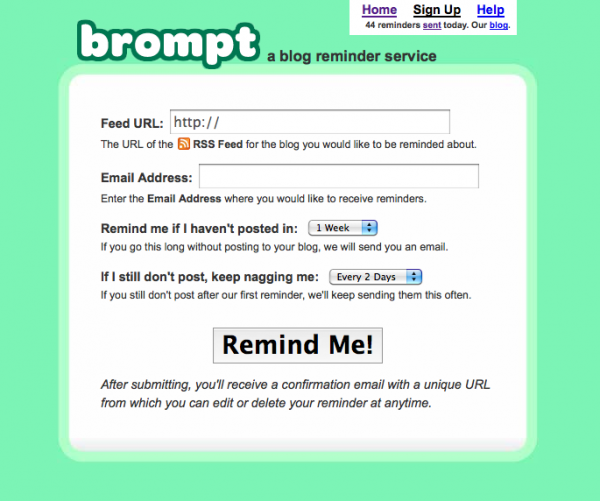 Home Sign Up Help
44 reminders sent today. Our blog.
brompt a blog reminder service
Feed URL: http://
The URL of the RSS Feed for the blog you would like to be reminded about.
Email Address:
Enter the Email Address where you would like to receive reminders.
Remind me if I haven't posted in: 1 Week
If you go this long without posting to your blog, we will send you an email.
If I still don't post, keep nagging me: Every 2 Days
If you still don't post after our first reminder, we'll keep sending them this often.
Remind Me!
After submitting, you'll receive a confirmation email with a unique URL
from which you can edit or delete your reminder at anytime.